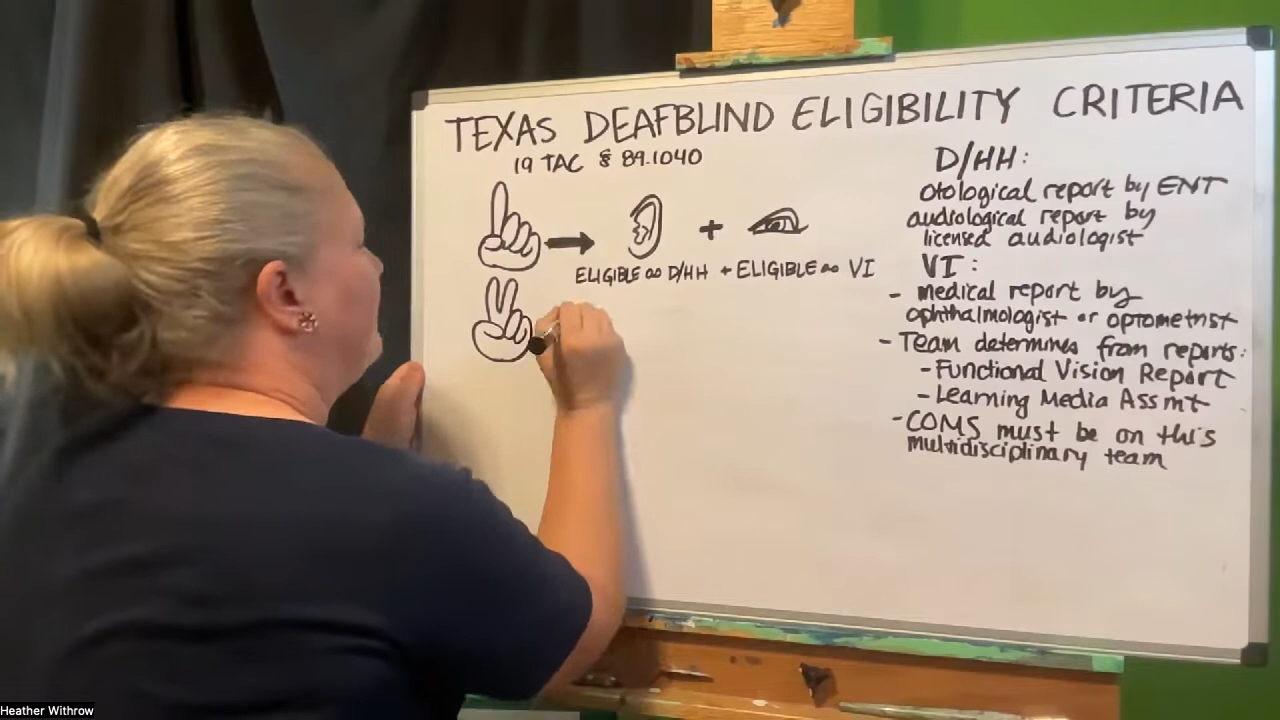 TEXAS DEAFBLIND ELIGIBILITY CRITERIA
19 TAC § 89.1040
ELIGIBLE as D/HH + ELIGIBLE as VI
D/HH:
otological report by ENT
audiological report by
licensed audiologist
VI:
- medical report by
ophthalmologist or optometrist
- Team determines from reports:
- Functional Vision Report
- Learning Media Assmt
- COMS must be on this
multidisciplinary team
Heather Withrow